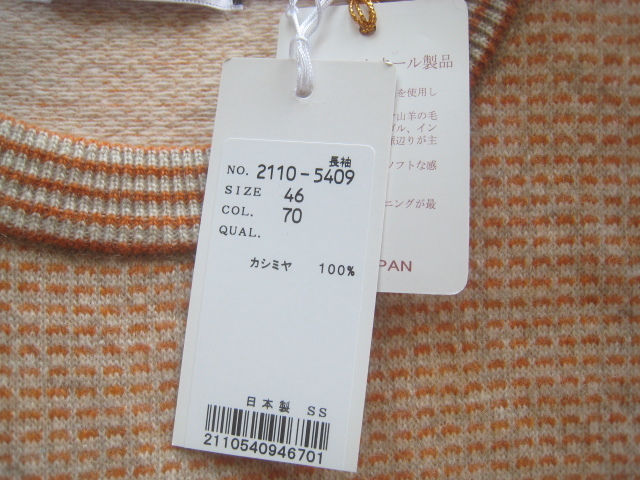 長袖
NO. 2110-5409
SIZE 46
COL. 70
QUAL.
カシミヤ 100%
日本製 SS
2110540946701
ール製品
を使用し
山羊の毛
ル、イン
辺りが主
ソフトな感
ニングが最
PAN